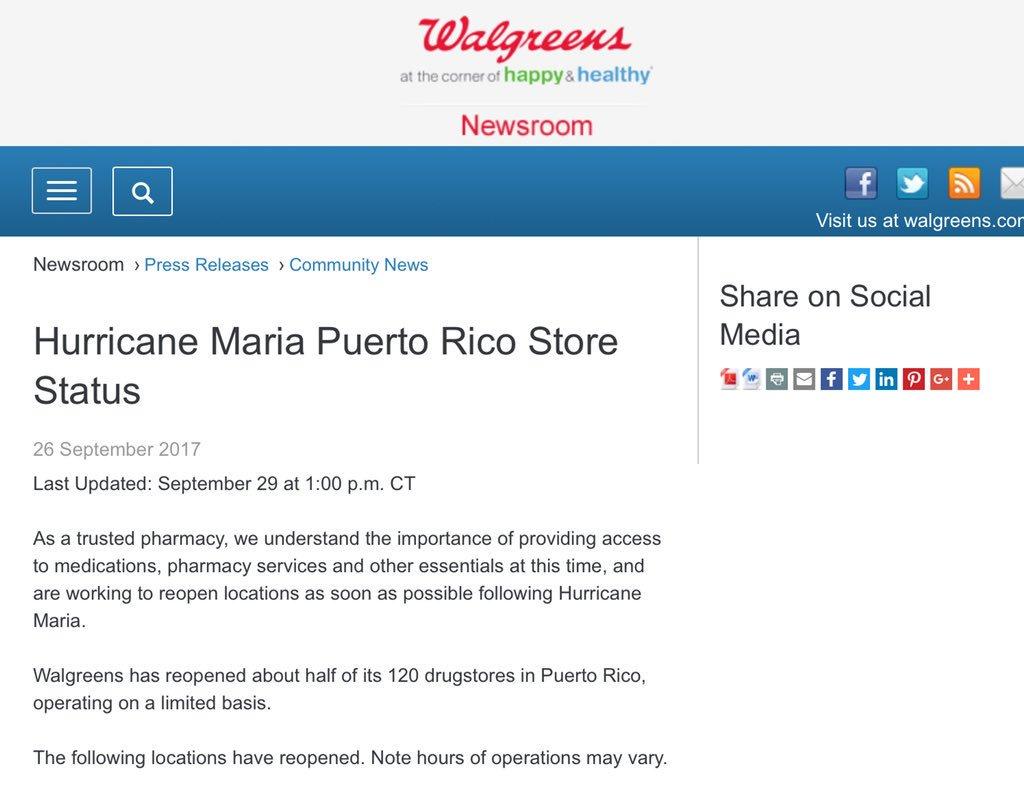 Walgreens
at the corner of happy & healthy
Newsroom
Visit us at walgreens.com
Newsroom › Press Releases › Community News
Hurricane Maria Puerto Rico Store
Status
26 September 2017
Last Updated: September 29 at 1:00 p.m. CT
As a trusted pharmacy, we understand the importance of providing access
to medications, pharmacy services and other essentials at this time, and
are working to reopen locations as soon as possible following Hurricane
Maria.
Walgreens has reopened about half of its 120 drugstores in Puerto Rico,
operating on a limited basis.
The following locations have reopened. Note hours of operations may vary.
Share on Social
Media